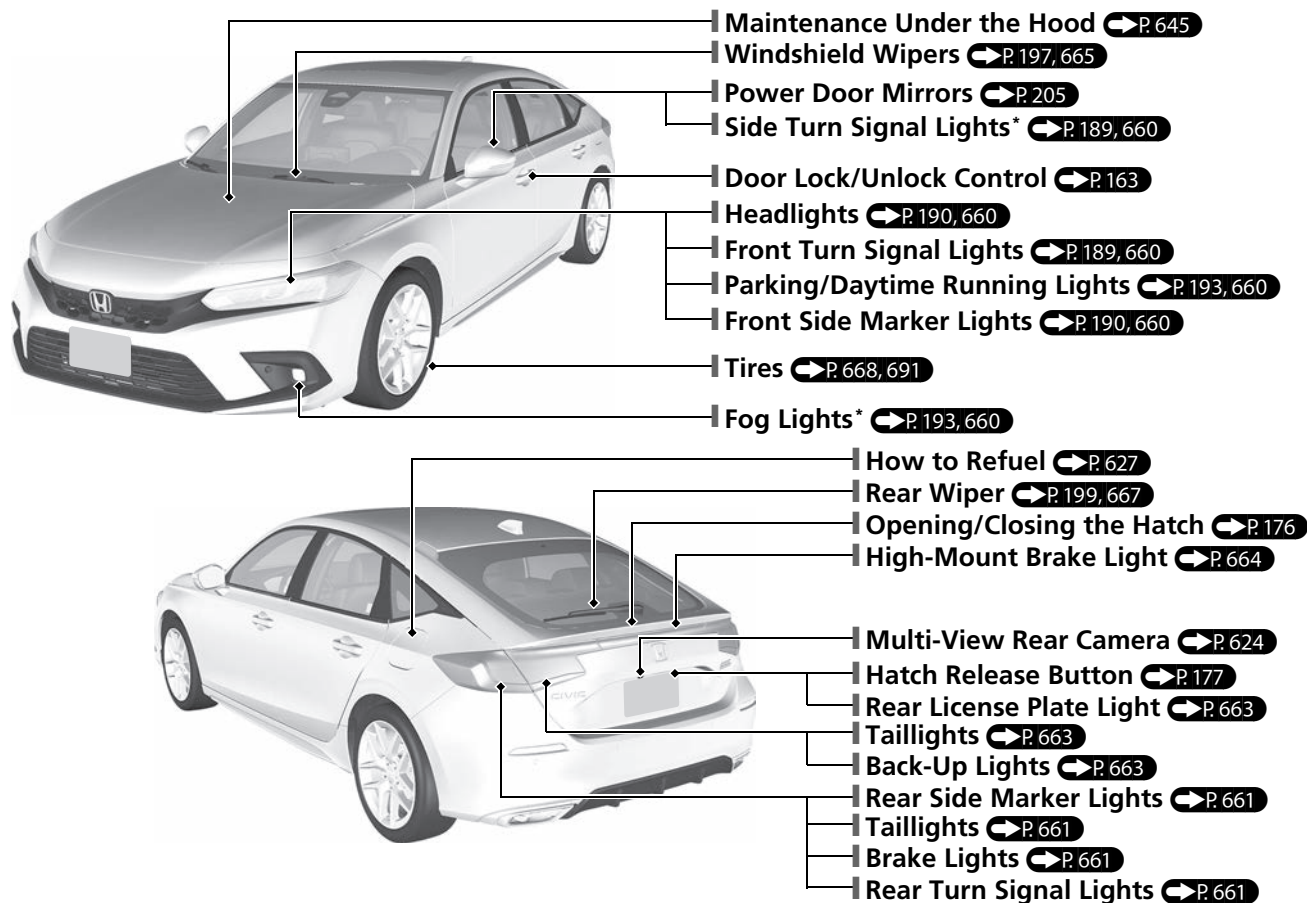 Maintenance Under the Hood P. 645
Windshield Wipers P. 197, 665
Power Door Mirrors P. 205
Side Turn Signal Lights* P. 189, 660
Door Lock/Unlock Control P. 163
Headlights P. 190, 660
Front Turn Signal Lights P. 189, 660
Parking/Daytime Running Lights P. 193, 660
Front Side Marker Lights P. 190, 660
Tires P. 668, 691
Fog Lights* P. 193, 660
How to Refuel P. 627
Rear Wiper P. 199, 667
Opening/Closing the Hatch P. 176
High-Mount Brake Light P. 664
Multi-View Rear Camera P. 624
Hatch Release Button P. 177
Rear License Plate Light P. 663
Taillights P. 663
Back-Up Lights P. 663
Rear Side Marker Lights P. 661
Taillights P. 661
Brake Lights P. 661
Rear Turn Signal Lights P. 661
CIVIC